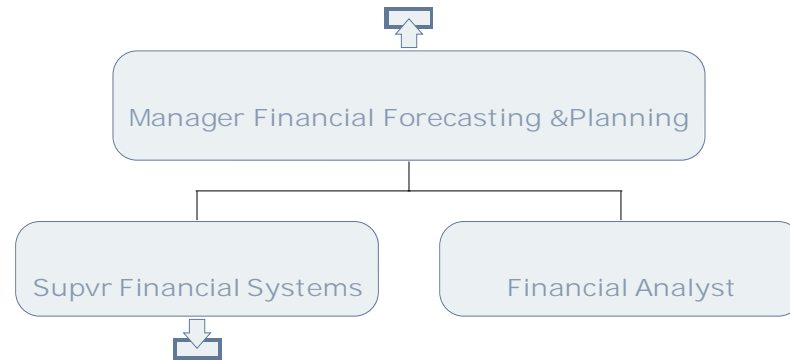 Manager Financial Forecasting &Planning
Supvr Financial Systems
Financial Analyst